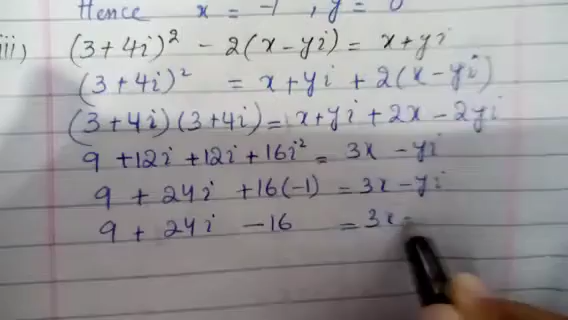 Hence x = -1, y = 0
iii) (3+4i)² - 2(x-yi) = x+yi
(3+4i)² = x+yi + 2(x-yi)
(3+4i)(3+4i) = x+yi + 2x - 2yi
9 + 12i + 12i + 16i² = 3x - yi
9 + 24i + 16(-1) = 3x - yi
9 + 24i - 16 = 3x -